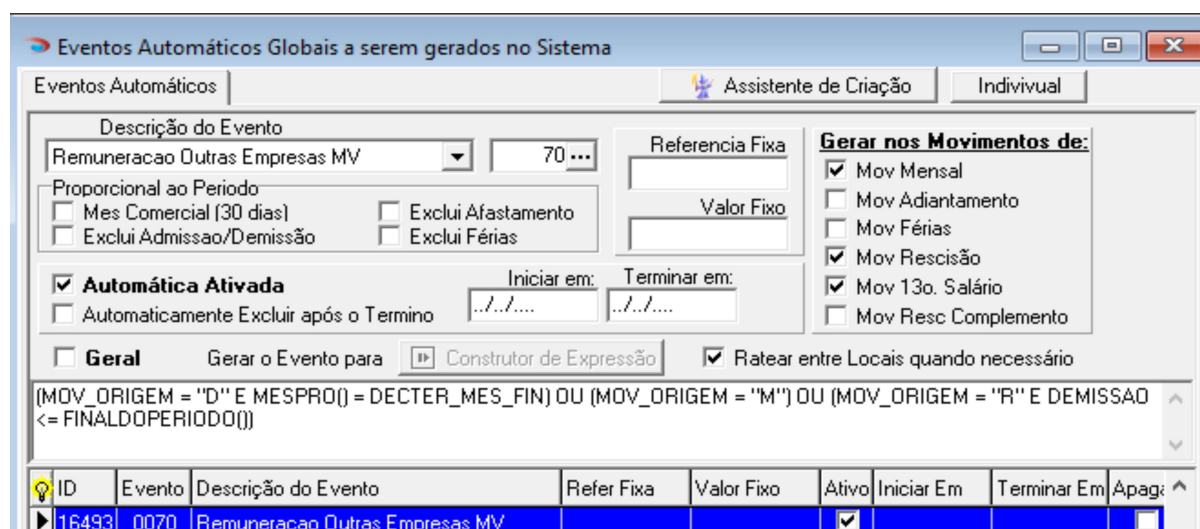 Eventos Automáticos Globais a serem gerados no Sistema
Eventos Automáticos
Assistente de Criação
Indivivual
Descrição do Evento
Remuneracao Outras Empresas MV
70 ...
Referencia Fixa
Valor Fixo
Proporcional ao Periodo
Mes Comercial (30 dias)
Exclui Afastamento
Exclui Admissao/Demissão
Exclui Férias
Gerar nos Movimentos de:
Mov Mensal
Mov Adiantamento
Mov Férias
Mov Rescisão
Mov 13o. Salário
Mov Resc Complemento
Automática Ativada
Automaticamente Excluir após o Termino
Iniciar em:
../../....
Terminar em:
../../....
Geral
Gerar o Evento para
Construtor de Expressão
Ratear entre Locais quando necessário
(MOV_ORIGEM = "D" E MESPRO() = DECTER_MES_FIN) OU (MOV_ORIGEM = "M") OU (MOV_ORIGEM = "R" E DEMISSAO
<= FINALDOPERIODO())
ID Evento Descrição do Evento Refer Fixa Valor Fixo Ativo Iniciar Em Terminar Em Apaga
16493 0070 Remuneracao Outras Empresas MV